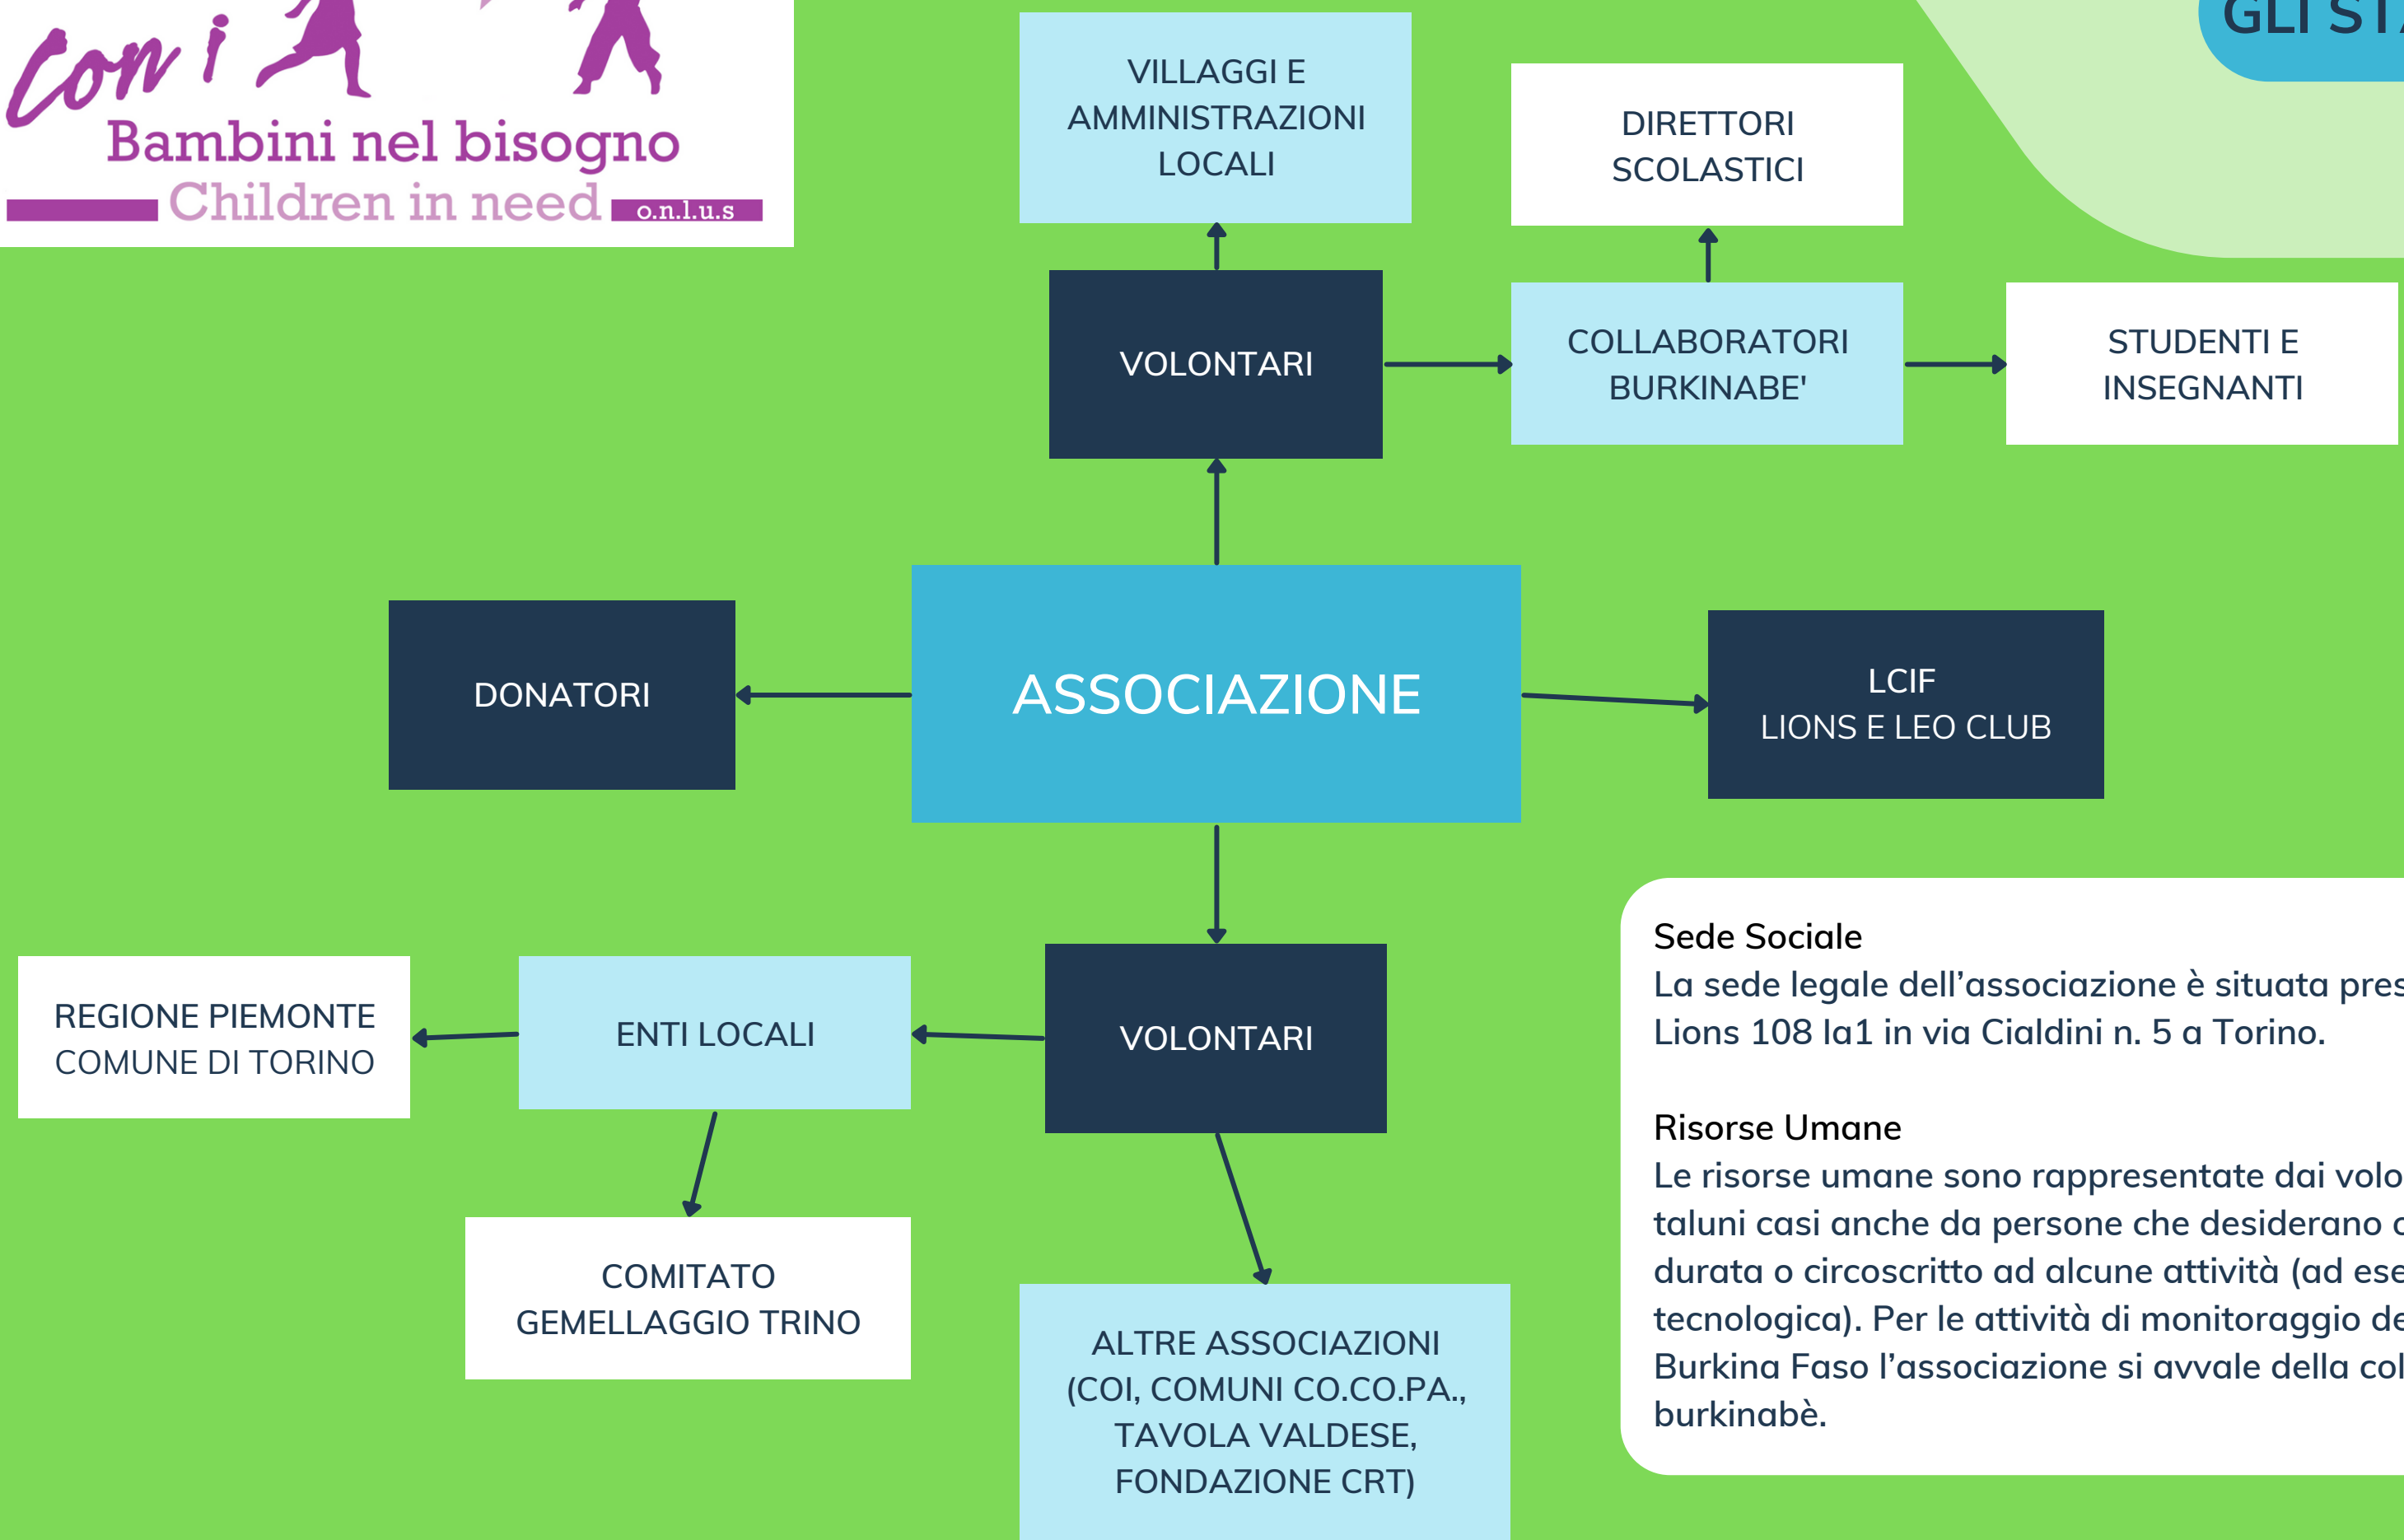 con i
Bambini nel bisogno
Children in need
o.n.l.u.s
GLI
VILLAGGI E
AMMINISTRAZIONI
LOCALI
DIRETTORI
SCOLASTICI
VOLONTARI
COLLABORATORI
BURKINABE'
STUDENTI E
INSEGNANTI
DONATORI
ASSOCIAZIONE
LCIF
LIONS E LEO CLUB
REGIONE PIEMONTE
COMUNE DI TORINO
ENTI LOCALI
VOLONTARI
COMITATO
GEMELLAGGIO TRINO
ALTRE ASSOCIAZIONI
(COI, COMUNI CO.CO.PA.,
TAVOLA VALDESE,
FONDAZIONE CRT)
Sede Sociale
La sede legale dell’associazione è situata
Lions 108 Ia1 in via Cialdini n. 5 a Torino.
Risorse Umane
Le risorse umane sono rappresentate dai
taluni casi anche da persone che desiderano
durata o circoscritto ad alcune attività (ad
tecnologica). Per le attività di monitoraggio
Burkina Faso l’associazione si avvale della
burkinabè.